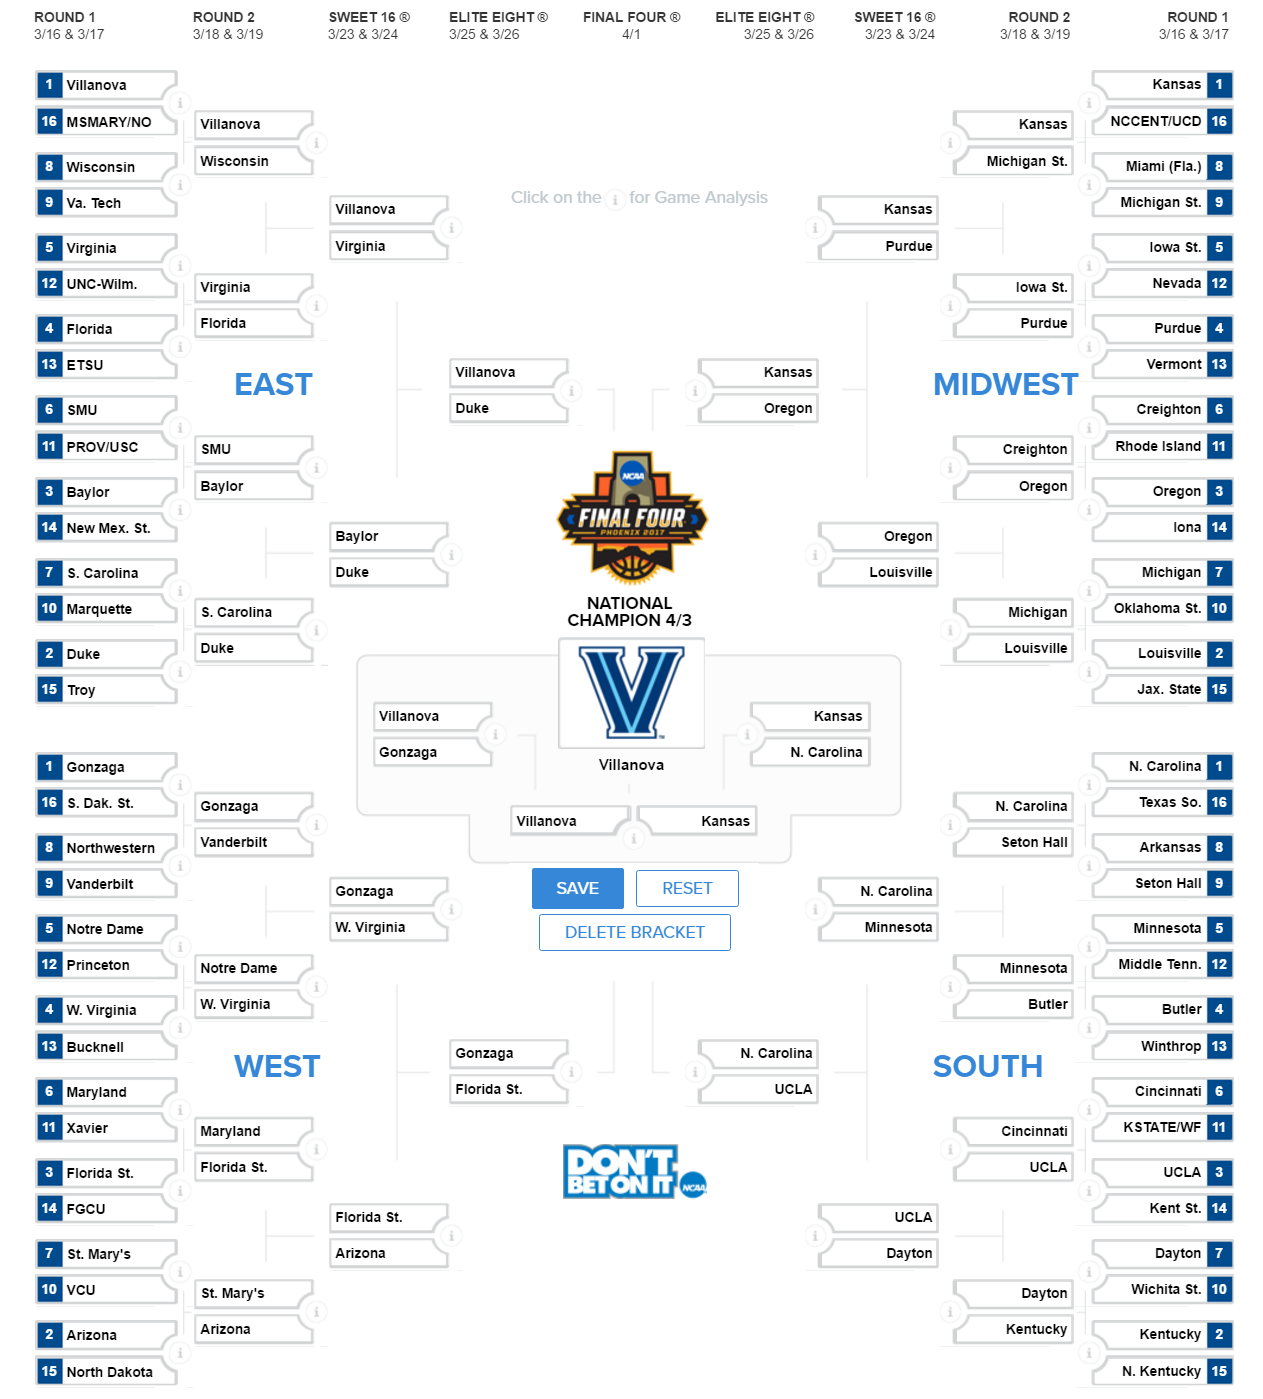 ROUND 1
3/16 & 3/17
ROUND 2
3/18 & 3/19
SWEET 16 ®
3/23 & 3/24
ELITE EIGHT ®
3/25 & 3/26
FINAL FOUR ®
4/1
ELITE EIGHT ®
3/25 & 3/26
SWEET 16 ®
3/23 & 3/24
ROUND 2
3/18 & 3/19
ROUND 1
3/16 & 3/17
1 Villanova
16 MSMARY/NO
8 Wisconsin
9 Va. Tech
5 Virginia
12 UNC-Wilm.
4 Florida
13 ETSU
6 SMU
11 PROV/USC
3 Baylor
14 New Mex. St.
7 S. Carolina
10 Marquette
2 Duke
15 Troy
Villanova
Wisconsin
Virginia
Florida
EAST
SMU
Baylor
S. Carolina
Duke
Villanova
Virginia
Baylor
Duke
Villanova
Duke
Click on the i for Game Analysis
Kansas
Oregon
Kansas
Purdue
Oregon
Louisville
Kansas
Michigan St.
Iowa St.
Purdue
MIDWEST
Creighton
Oregon
Michigan
Louisville
Kansas 1
NCCENT/UCD 16
Miami (Fla.) 8
Michigan St. 9
Iowa St. 5
Nevada 12
Purdue 4
Vermont 13
Creighton 6
Rhode Island 11
Oregon 3
Iona 14
Michigan 7
Oklahoma St. 10
Louisville 2
Jax. State 15
NCAA
FINAL FOUR
PHOENIX 2017
NATIONAL
CHAMPION 4/3
V
TM
Villanova
Villanova
Gonzaga
Kansas
N. Carolina
Villanova
Kansas
SAVE
RESET
DELETE BRACKET
1 Gonzaga
16 S. Dak. St.
8 Northwestern
9 Vanderbilt
5 Notre Dame
12 Princeton
4 W. Virginia
13 Bucknell
6 Maryland
11 Xavier
3 Florida St.
14 FGCU
7 St. Mary's
10 VCU
2 Arizona
15 North Dakota
Gonzaga
Vanderbilt
Notre Dame
W. Virginia
WEST
Maryland
Florida St.
St. Mary's
Arizona
Gonzaga
W. Virginia
Florida St.
Arizona
Gonzaga
Florida St.
N. Carolina
UCLA
N. Carolina
Minnesota
UCLA
Dayton
N. Carolina
Seton Hall
Minnesota
Butler
SOUTH
Cincinnati
UCLA
Dayton
Kentucky
N. Carolina 1
Texas So. 16
Arkansas 8
Seton Hall 9
Minnesota 5
Middle Tenn. 12
Butler 4
Winthrop 13
Cincinnati 6
KSTATE/WF 11
UCLA 3
Kent St. 14
Dayton 7
Wichita St. 10
Kentucky 2
N. Kentucky 15
DON'T
BET ON IT
NCAA